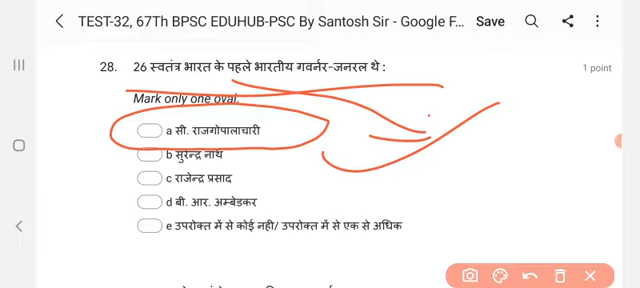 TEST-32, 67Th BPSC EDUHUB-PSC By Santosh Sir - Google F... Save
28. 26 स्वतंत्र भारत के पहले भारतीय गवर्नर-जनरल थे : 1 point
Mark only one oval.
a सी. राजगोपालाचारी
b सुरेन्द्र नाथ
c राजेन्द्र प्रसाद
d बी. आर. अम्बेडकर
e उपरोक्त में से कोई नही/ उपरोक्त में से एक से अधिक